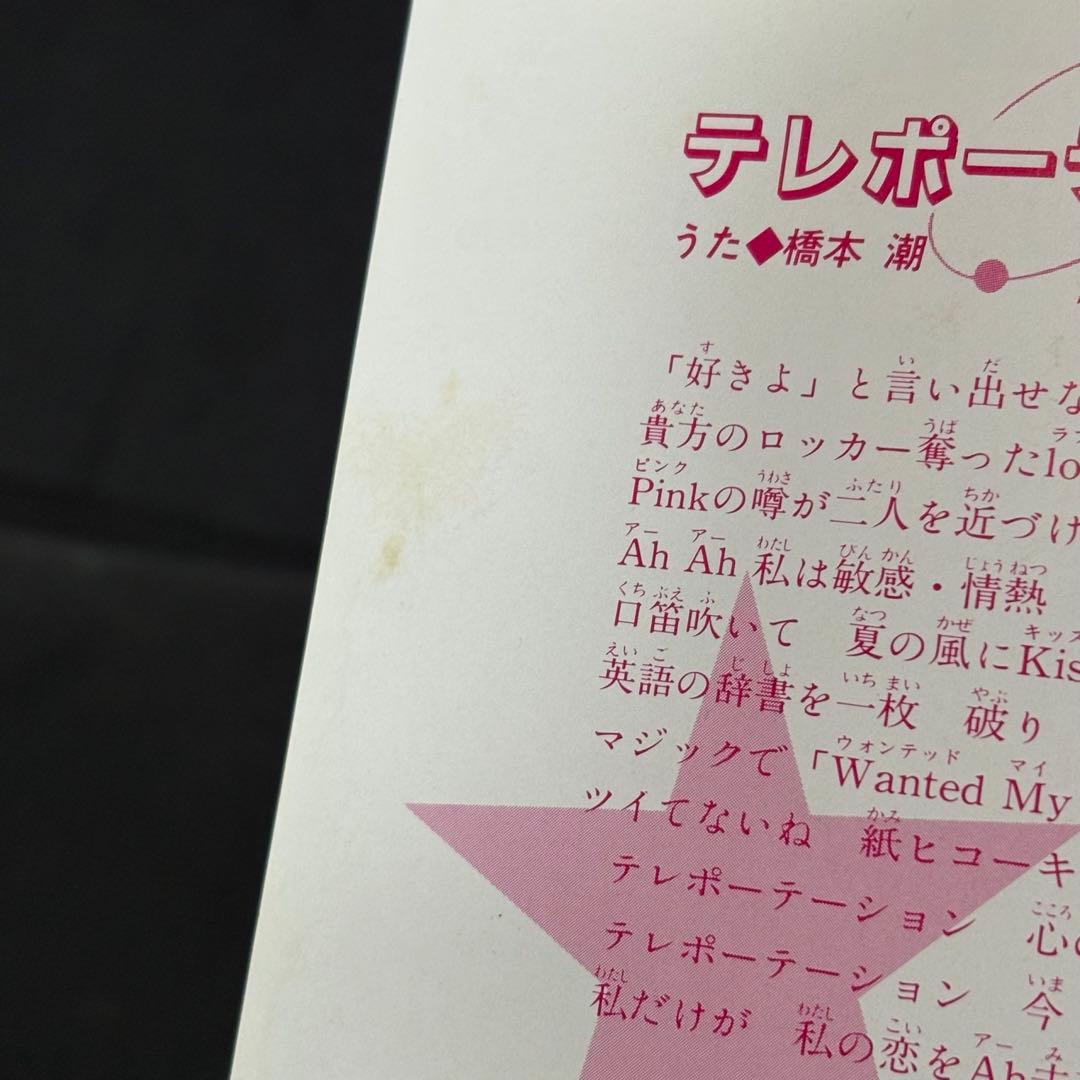 テレポー
うた◆橋本 潮
「好きよ」と言い出せな
貴方のロッカー奪ったlo
Pinkの噂が二人を近づけ
Ah Ah 私は敏感・情熱
口笛吹いて 夏の風にKis
英語の辞書を一枚 破り
マジックで「Wanted My
ツイてないね 紙ヒコーキ
テレポーテーション 心の
テレポーテーション 今
私だけが 私の恋をAh